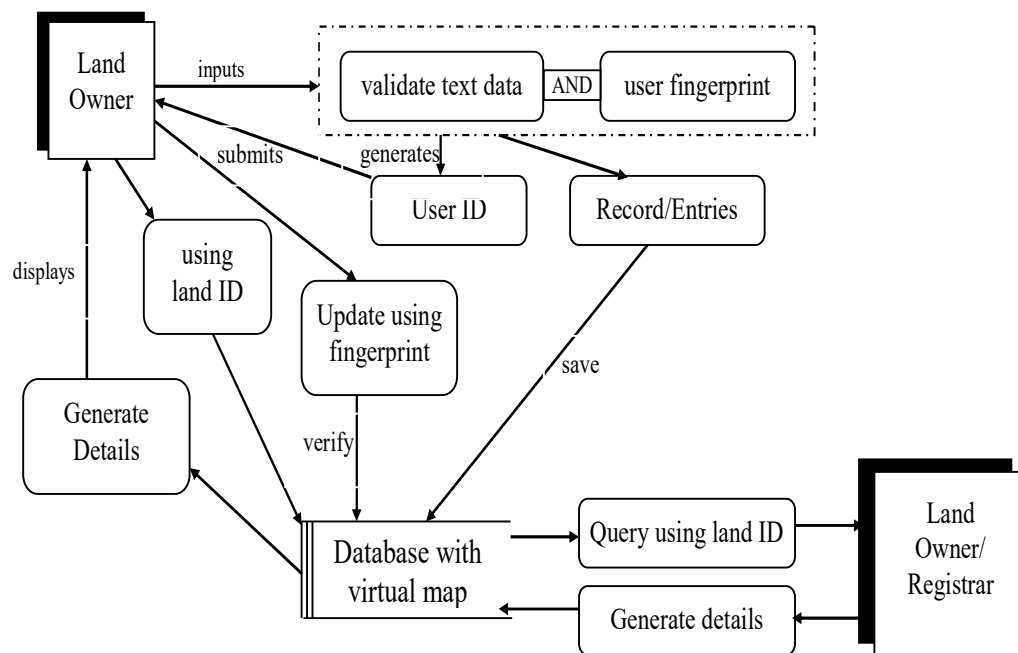 Land
Owner
inputs
validate text data
AND
user fingerprint
submits
generates
User ID
Record/Entries
displays
using
land ID
Update using
fingerprint
save
Generate
Details
verify
Database with
virtual map
Query using land ID
Generate details
Land
Owner/
Registrar